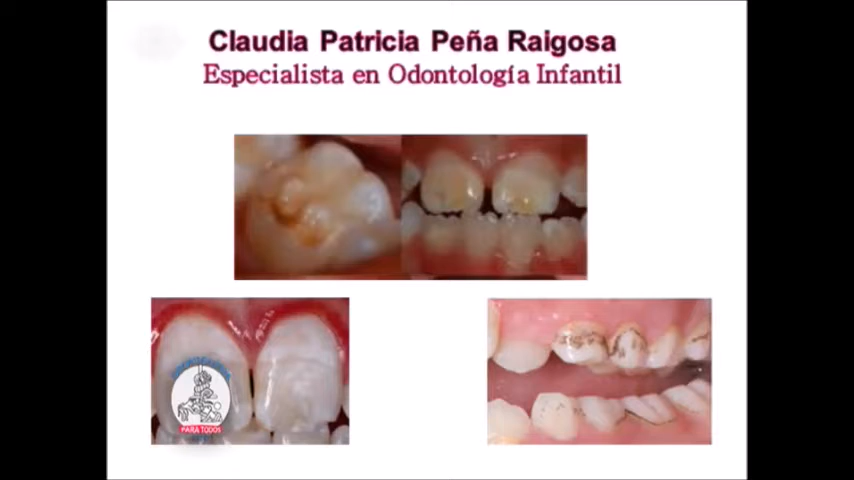 Claudia Patricia Peña Raigosa
Especialista en Odontología Infantil
PARA TODOS